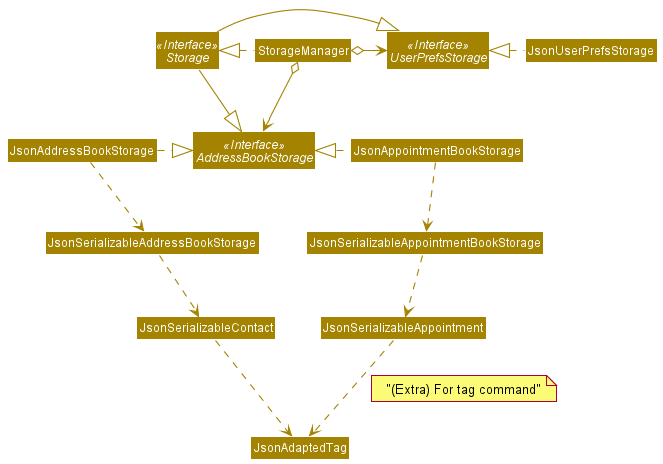 «Interface»
Storage
StorageManager
«Interface»
UserPrefsStorage
JsonUserPrefsStorage
JsonAddressBookStorage
«Interface»
AddressBookStorage
JsonAppointmentBookStorage
JsonSerializableAddressBookStorage
JsonSerializableAppointmentBookStorage
JsonSerializableContact
JsonSerializableAppointment
"(Extra) For tag command"
JsonAdaptedTag